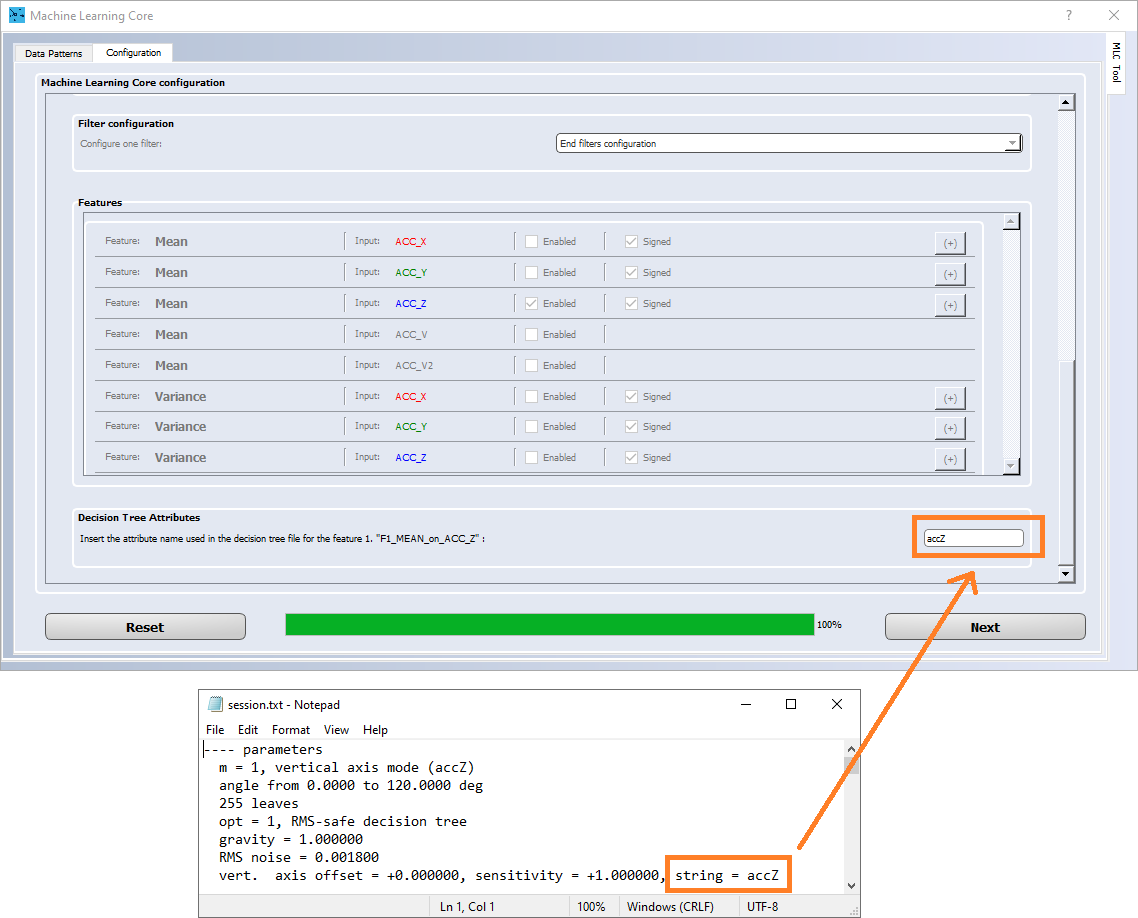 Machine Learning Core
? 
Data Patterns Configuration
MLC Tool
Machine Learning Core configuration
Filter configuration
Configure one filter: End filters configuration
Features
Feature: Mean Input: ACC_X Enabled Signed (+)
Feature: Mean Input: ACC_Y Enabled Signed (+)
Feature: Mean Input: ACC_Z Enabled Signed (+)
Feature: Mean Input: ACC_V Enabled
Feature: Mean Input: ACC_V2 Enabled
Feature: Variance Input: ACC_X Enabled Signed (+)
Feature: Variance Input: ACC_Y Enabled Signed (+)
Feature: Variance Input: ACC_Z Enabled Signed (+)
Decision Tree Attributes
Insert the attribute name used in the decision tree file for the feature 1. "F1_MEAN_on_ACC_Z" : accZ
Reset 100% Next
session.txt - Notepad
File Edit Format View Help
---- parameters
m = 1, vertical axis mode (accZ)
angle from 0.0000 to 120.0000 deg
255 leaves
opt = 1, RMS-safe decision tree
gravity = 1.000000
RMS noise = 0.001800
vert. axis offset = +0.000000, sensitivity = +1.000000, string = accZ
Ln 1, Col 1 100% Windows (CRLF) UTF-8